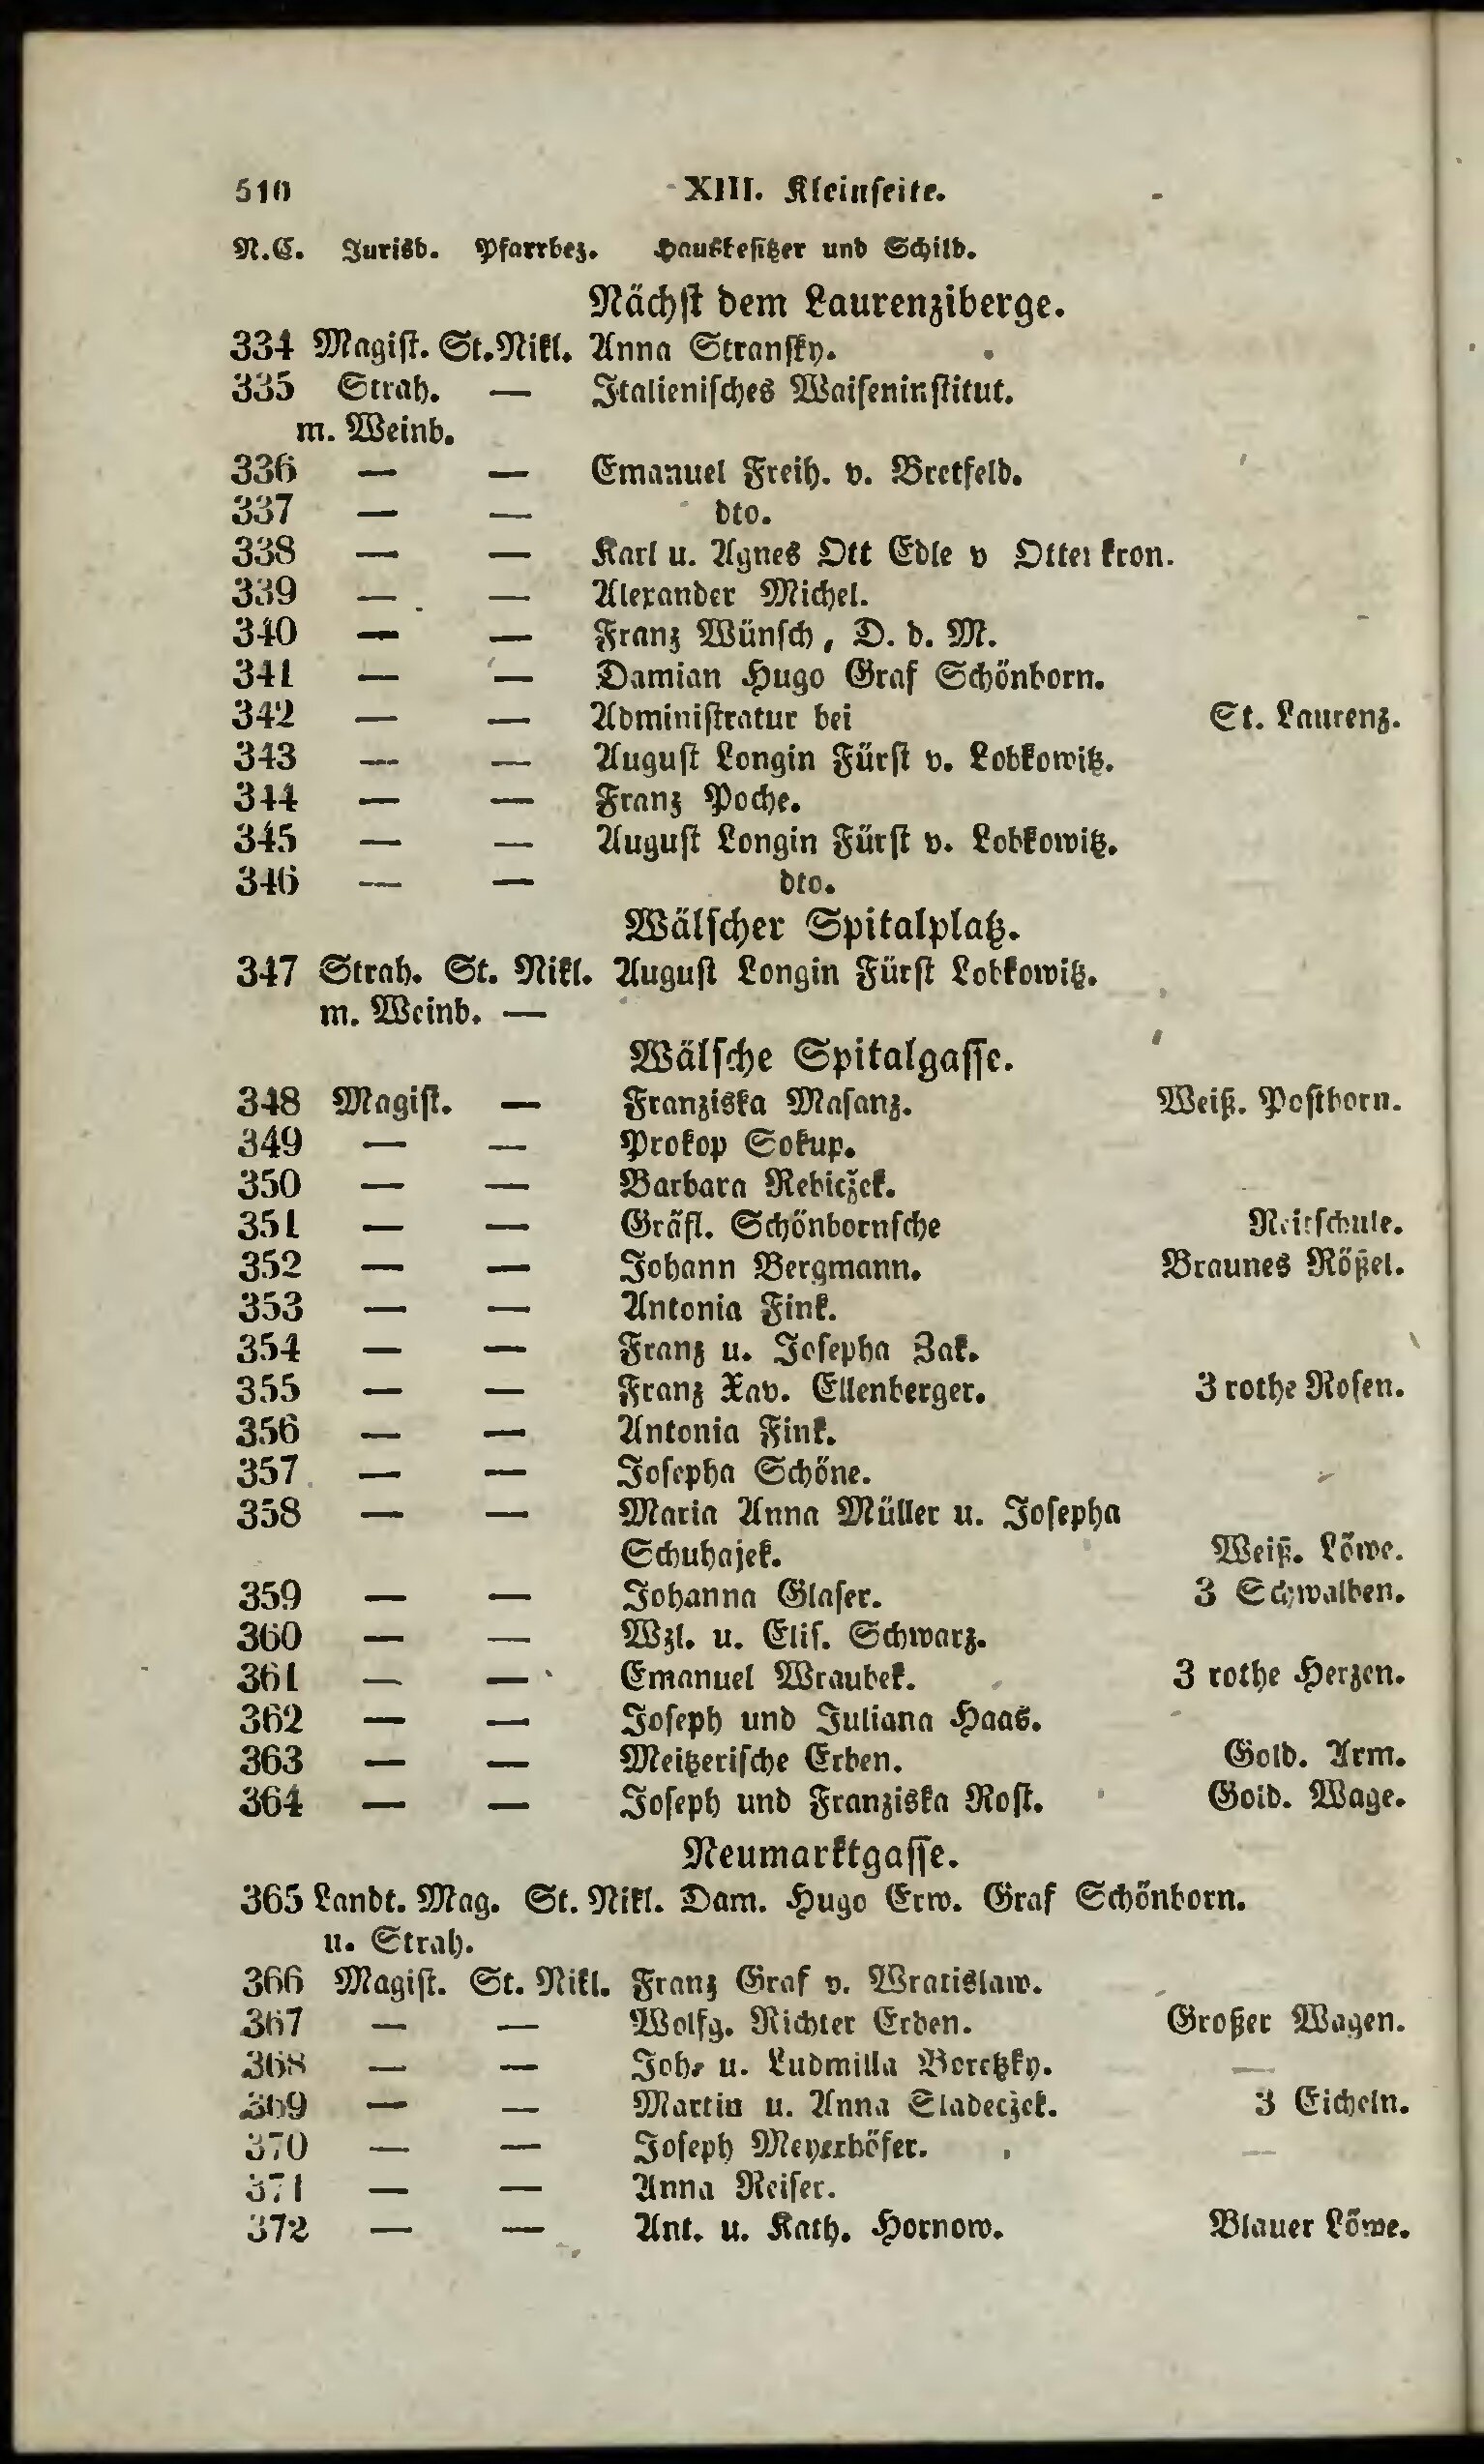 510 XIII. Kleinseite.
N.C. Jurisd. Pfarrbez. Hausbesitzer und Schild.
Nächst dem Laurenziberge.
334 Magist. St. Nikl. Anna Stransky.
335 Strah. — Italienisches Waiseninstitut.
m. Weinb.
336 — — Emanuel Freih. v. Bretfeld.
337 — — dto.
338 — — Karl u. Agnes Ott Edle v Otterkron.
339 — — Alexander Michel.
340 — — Franz Wünsch, D. d. M.
341 — — Damian Hugo Graf Schönborn.
342 — — Administratur bei St. Laurenz.
343 — — August Longin Fürst v. Lobkowitz.
344 — — Franz Poche.
345 — — August Longin Fürst v. Lobkowitz.
346 — — dto.
Wälscher Spitalplatz.
347 Strah. St. Nikl. August Longin Fürst Lobkowitz.
m. Weinb. —
Wälsche Spitalgasse.
348 Magist. — Franziska Masanz. Weiß. Posthorn.
349 — — Prokop Sokup.
350 — — Barbara Rebiczek.
351 — — Gräfl. Schönbornsche Reitschule.
352 — — Johann Bergmann. Braunes Rößel.
353 — — Antonia Fink.
354 — — Franz u. Josepha Zak.
355 — — Franz Xav. Ellenberger. 3 rothe Rosen.
356 — — Antonia Fink.
357 — — Josepha Schöne.
358 — — Maria Anna Müller u. Josepha
Schuhajek. Weiß. Löwe.
359 — — Johanna Glaser. 3 Schwalben.
360 — — Wzl. u. Elis. Schwarz.
361 — — Emanuel Wraubek. 3 rothe Herzen.
362 — — Joseph und Juliana Haas.
363 — — Meitzerische Erben. Gold. Arm.
364 — — Joseph und Franziska Rost. Gold. Wage.
Neumarktgasse.
365 Landt. Mag. St. Nikl. Dam. Hugo Erw. Graf Schönborn.
u. Strah.
366 Magist. St. Nikl. Franz Graf v. Wratislaw.
367 — — Wolfg. Richter Erben. Großer Wagen.
368 — — Joh. u. Ludmilla Boretzky. —
369 — — Martin u. Anna Sladeczek. 3 Eicheln.
370 — — Joseph Meyerhöfer. —
371 — — Anna Reiser.
372 — — Ant. u. Kath. Hornow. Blauer Löwe.